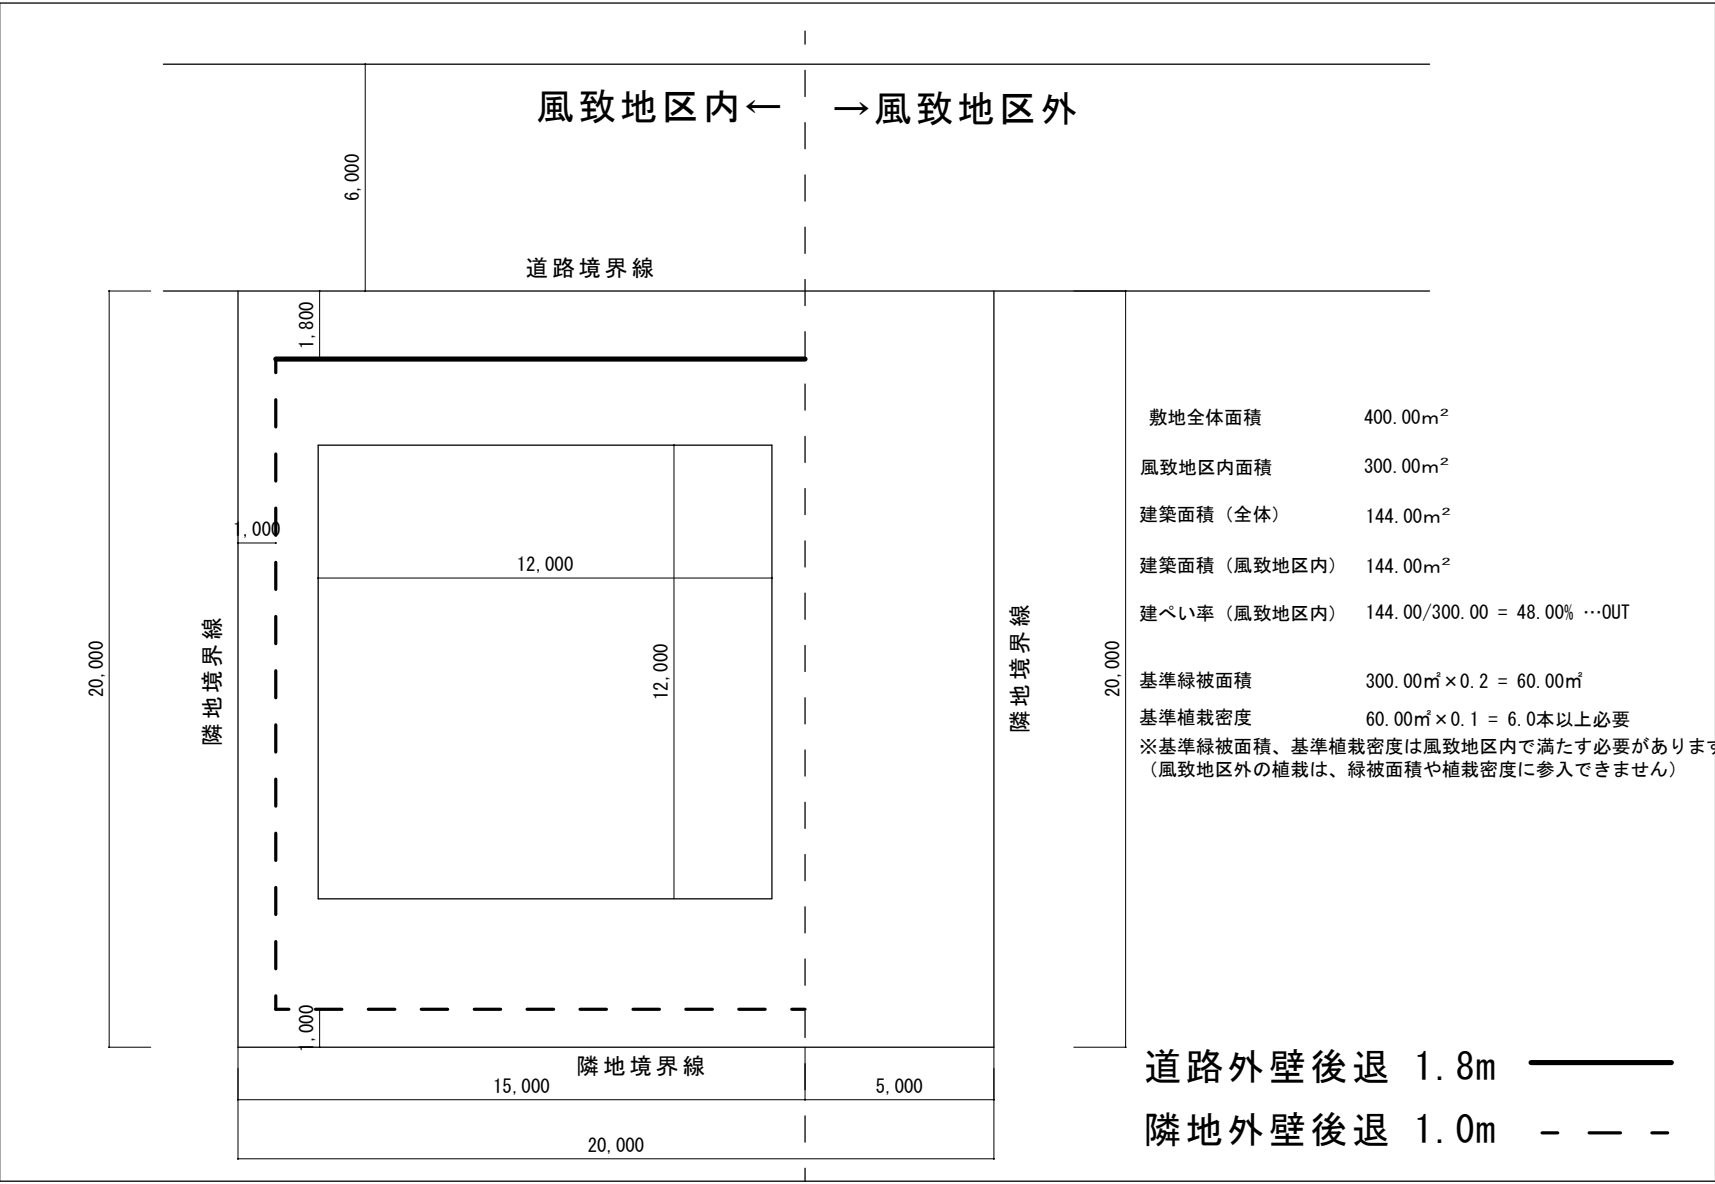 風致地区内← →風致地区外
6,000
道路境界線
1,800
敷地全体面積 400.00m²
風致地区内面積 300.00m²
建築面積（全体） 144.00m²
1,000
建築面積（風致地区内） 144.00m²
12,000
建ぺい率（風致地区内） 144.00/300.00 = 48.00% …OUT
隣地境界線
20,000
12,000
隣地境界線
20,000
基準緑被面積 300.00㎡×0.2 = 60.00㎡
基準植栽密度 60.00㎡×0.1 = 6.0本以上必要
※基準緑被面積、基準植栽密度は風致地区内で満たす必要があります
（風致地区外の植栽は、緑被面積や植栽密度に参入できません）
1,000
隣地境界線
15,000 5,000
20,000
道路外壁後退 1.8m
隣地外壁後退 1.0m